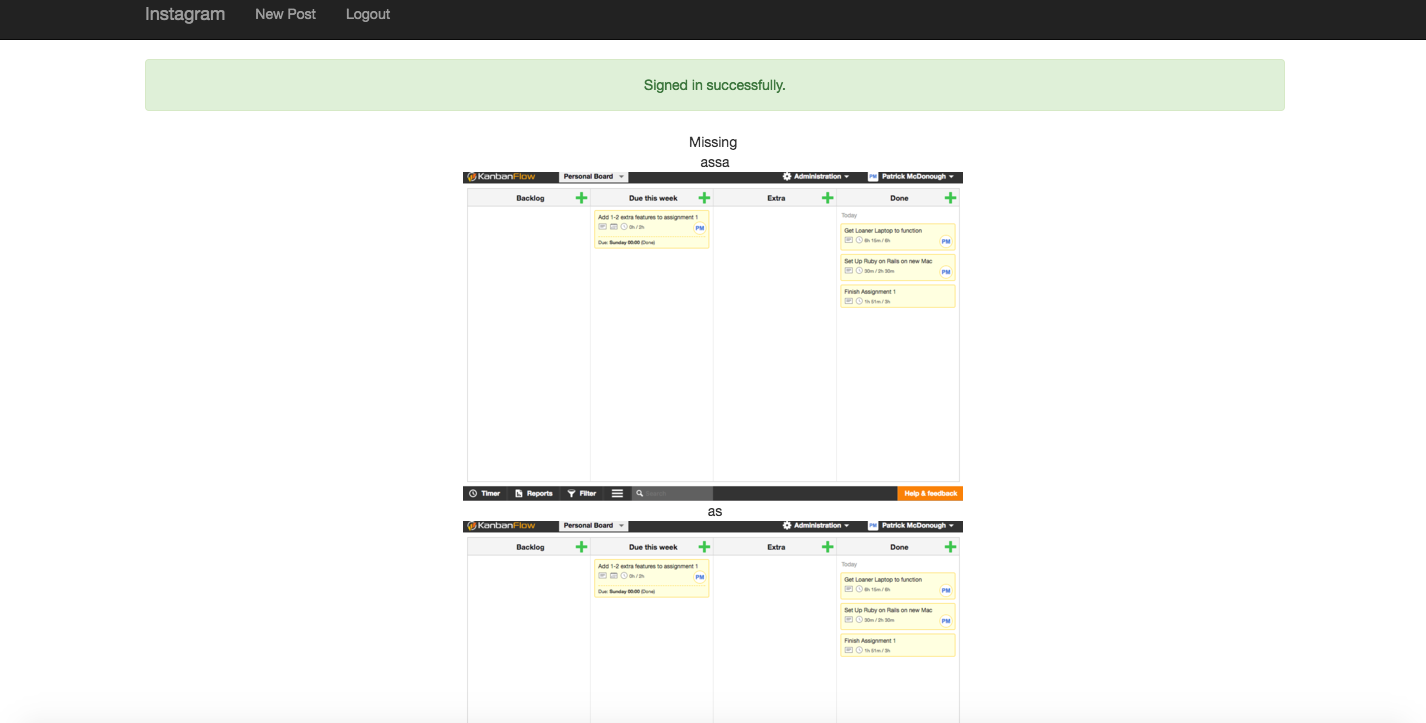 Instagram New Post Logout
Signed in successfully.
Missing
assa
KanbanFlow Personal Board Administration PM Patrick McDonough
Backlog Due this week Extra Done
Add 1-2 extra features to assignment 1
0h / 2h PM
Due: Sunday 00:00 (Done)
Today
Get Loaner Laptop to function
6h 15m / 6h PM
Set Up Ruby on Rails on new Mac
30m / 2h 30m PM
Finish Assignment 1
1h 51m / 3h
Timer Reports Filter Search Help & feedback
as
KanbanFlow Personal Board Administration PM Patrick McDonough
Backlog Due this week Extra Done
Add 1-2 extra features to assignment 1
0h / 2h PM
Due: Sunday 00:00 (Done)
Today
Get Loaner Laptop to function
6h 15m / 6h PM
Set Up Ruby on Rails on new Mac
30m / 2h 30m PM
Finish Assignment 1
1h 51m / 3h